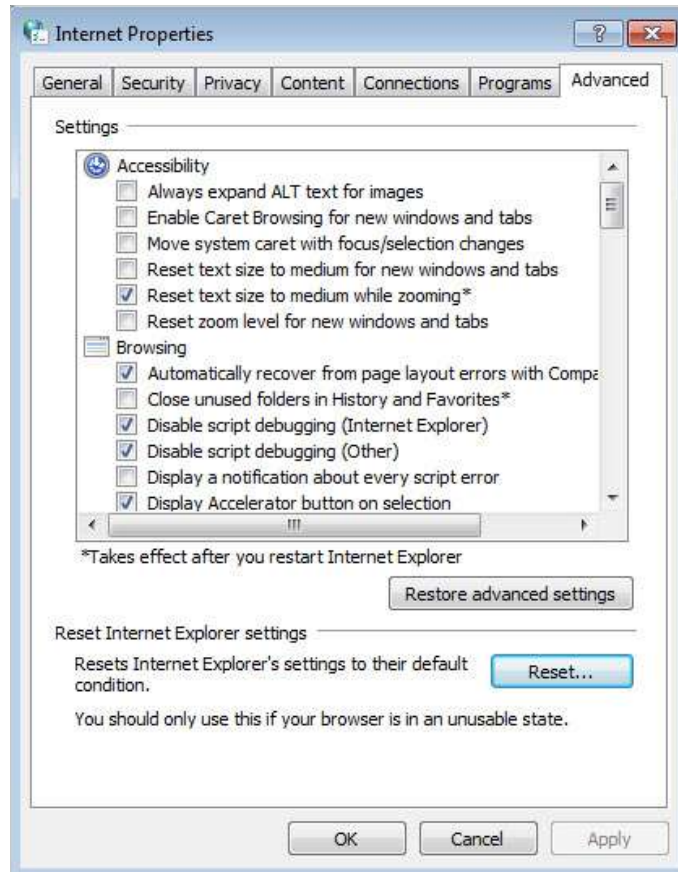 Internet Properties
General Security Privacy Content Connections Programs Advanced
Settings
Accessibility
Always expand ALT text for images
Enable Caret Browsing for new windows and tabs
Move system caret with focus/selection changes
Reset text size to medium for new windows and tabs
Reset text size to medium while zooming*
Reset zoom level for new windows and tabs
Browsing
Automatically recover from page layout errors with Compa
Close unused folders in History and Favorites*
Disable script debugging (Internet Explorer)
Disable script debugging (Other)
Display a notification about every script error
Display Accelerator button on selection
*Takes effect after you restart Internet Explorer
Restore advanced settings
Reset Internet Explorer settings
Resets Internet Explorer's settings to their default
condition.
Reset...
You should only use this if your browser is in an unusable state.
OK Cancel Apply